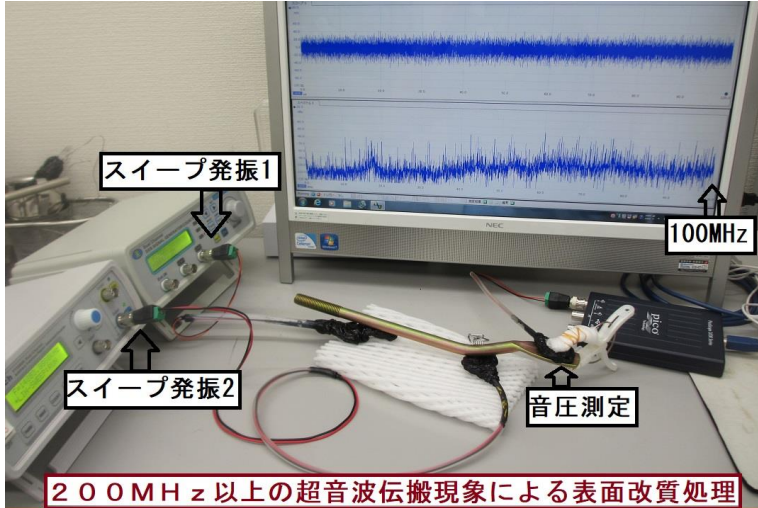 スイープ発振1
100MHz
NEC
pico
スイープ発振2
音圧測定
200MHz以上の超音波伝搬現象による表面改質処理